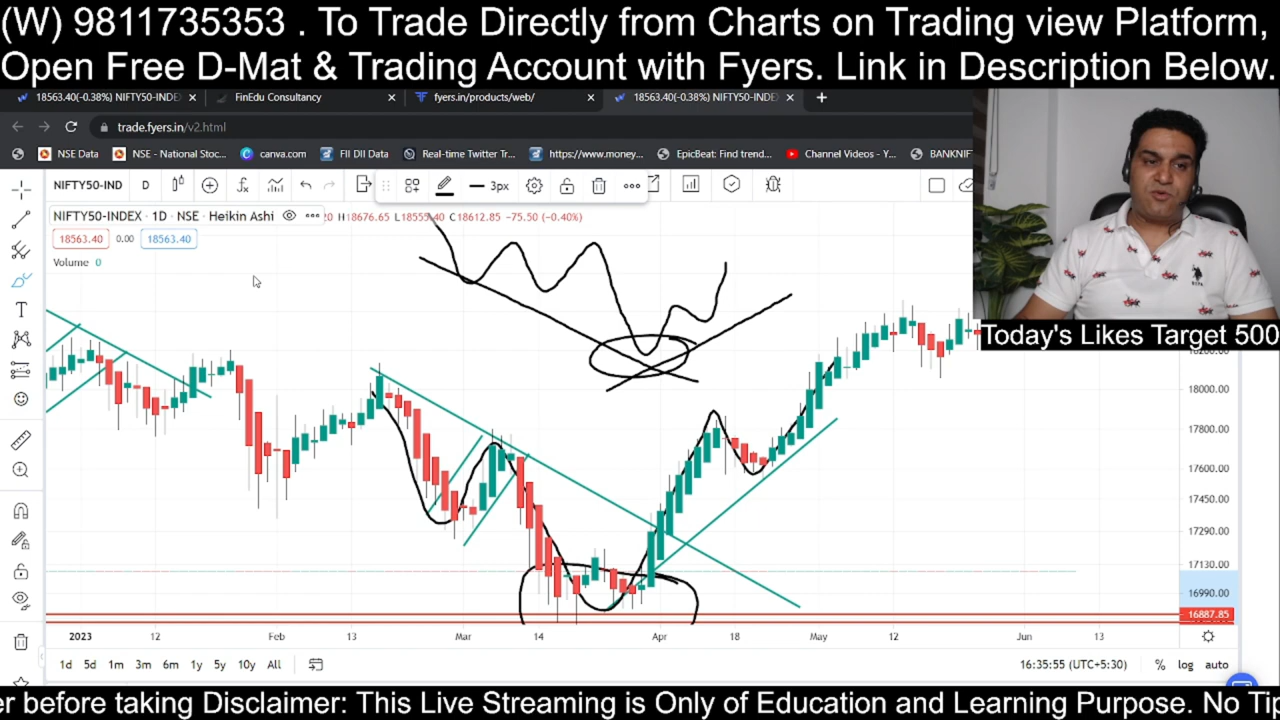 (W) 9811735353 . To Trade Directly from Charts on Trading view Platform,
Open Free D-Mat & Trading Account with Fyers. Link in Description Below.
18563.40(-0.38%) NIFTY50-INDE FinEdu Consultancy fyers.in/products/web/ 18563.40(-0.38%) NIFTY50-INDE
trade.fyers.in/v2.html
NSE Data NSE - National Stoc... canva.com FII DII Data Real-time Twitter Tr... https://www.money... EpicBeat: Find trend... Channel Videos - Y... BANKNIF
NIFTY50-IND D 3px
NIFTY50-INDEX · 1D · NSE Heikin Ashi 20 H18676.65 L18555.40 C18612.85 -75.50 (-0.40%)
18563.40 0.00 18563.40
Volume 0
U.S. POLO ASSN.
Today's Likes Target 500
18200.00
18000.00
17800.00
17600.00
17450.00
17290.00
17130.00
16990.00
16887.85
2023 12 Feb 13 Mar 14 Apr 18 May 12 Jun 13
1d 5d 1m 3m 6m 1y 5y 10y All 16:35:55 (UTC+5:30) % log auto
er before taking Disclaimer: This Live Streaming is Only of Education and Learning Purpose. No Tip